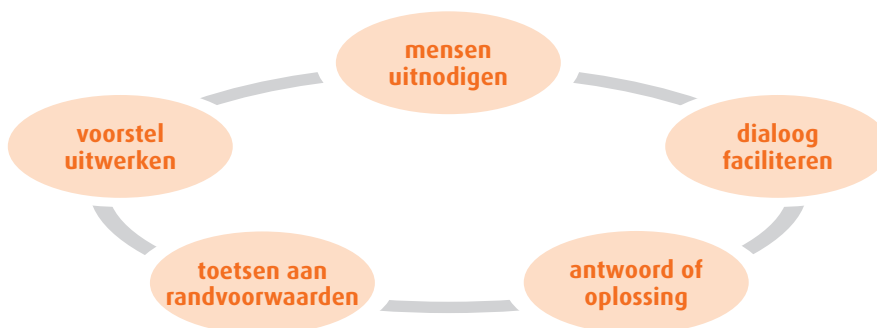 mensen
uitnodigen
dialoog
faciliteren
antwoord of
oplossing
toetsen aan
randvoorwaarden
voorstel
uitwerken